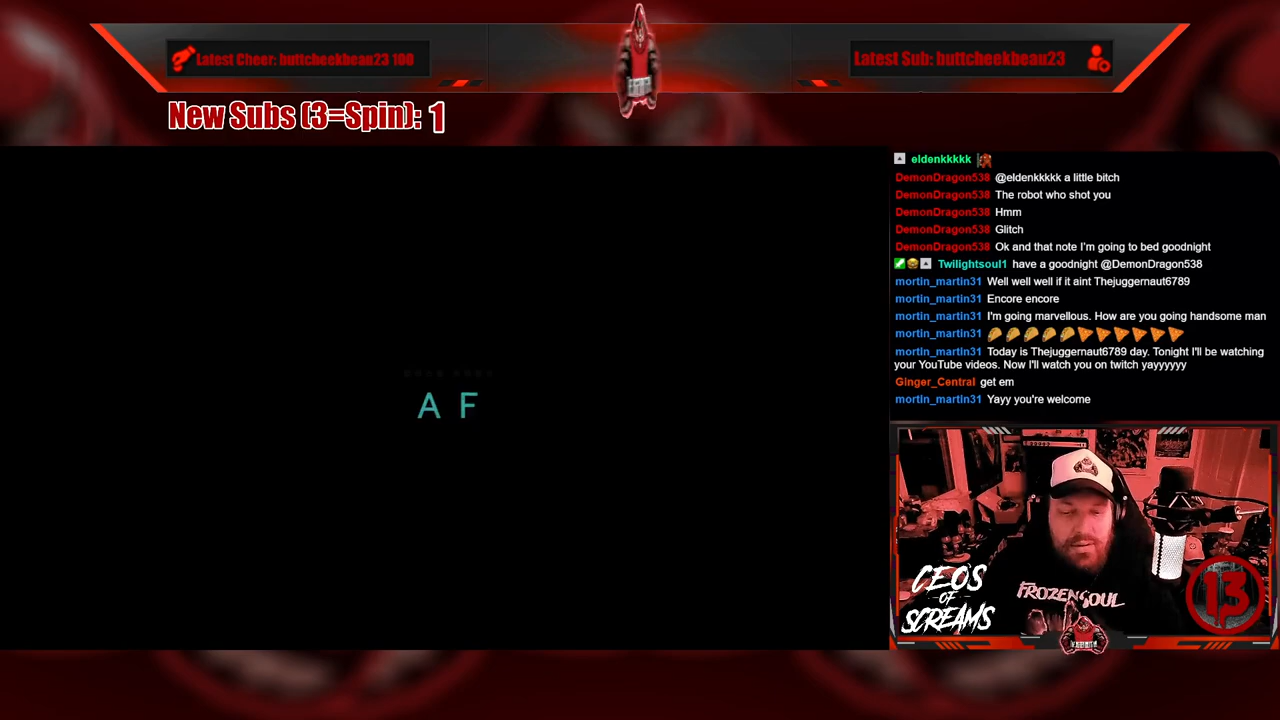 Latest Cheer: buttcheekbeau23 100
Latest Sub: buttcheekbeau23
New Subs (3=Spin): 1
eldenkkkkk
DemonDragon538 @eldenkkkkk a little bitch
DemonDragon538 The robot who shot you
DemonDragon538 Hmm
DemonDragon538 Glitch
DemonDragon538 Ok and that note I'm going to bed goodnight
Twilightsoul1 have a goodnight @DemonDragon538
mortin_martin31 Well well well if it aint Thejuggernaut6789
mortin_martin31 Encore encore
mortin_martin31 I'm going marvellous. How are you going handsome man
mortin_martin31 🌮🌮🌮🌮🌮🍕🍕🍕🍕🍕🍕🍕
mortin_martin31 Today is Thejuggernaut6789 day. Tonight I'll be watching
your YouTube videos. Now I'll watch you on twitch yayyyyyy
Ginger_Central get em
mortin_martin31 Yayy you're welcome
A F
CEOS
OF
SCREAMS
FROZEN SOUL
13